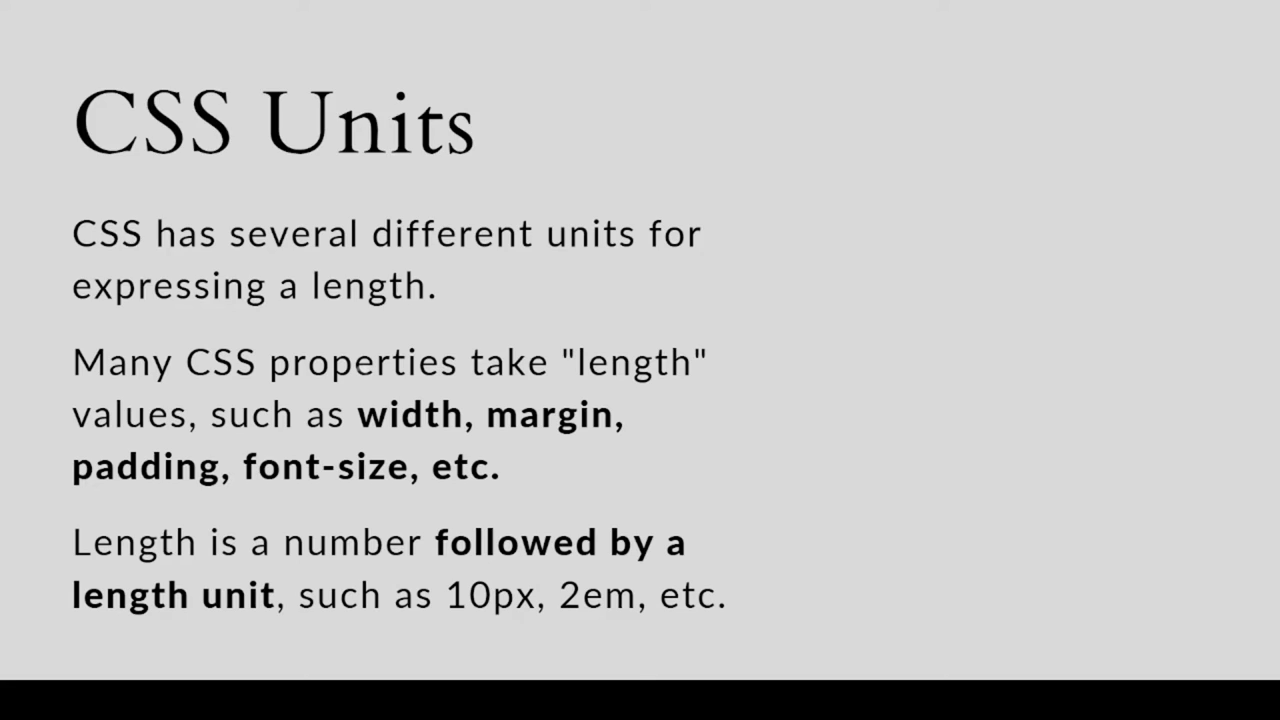 CSS Units
CSS has several different units for
expressing a length.
Many CSS properties take "length"
values, such as width, margin,
padding, font-size, etc.
Length is a number followed by a
length unit, such as 10px, 2em, etc.